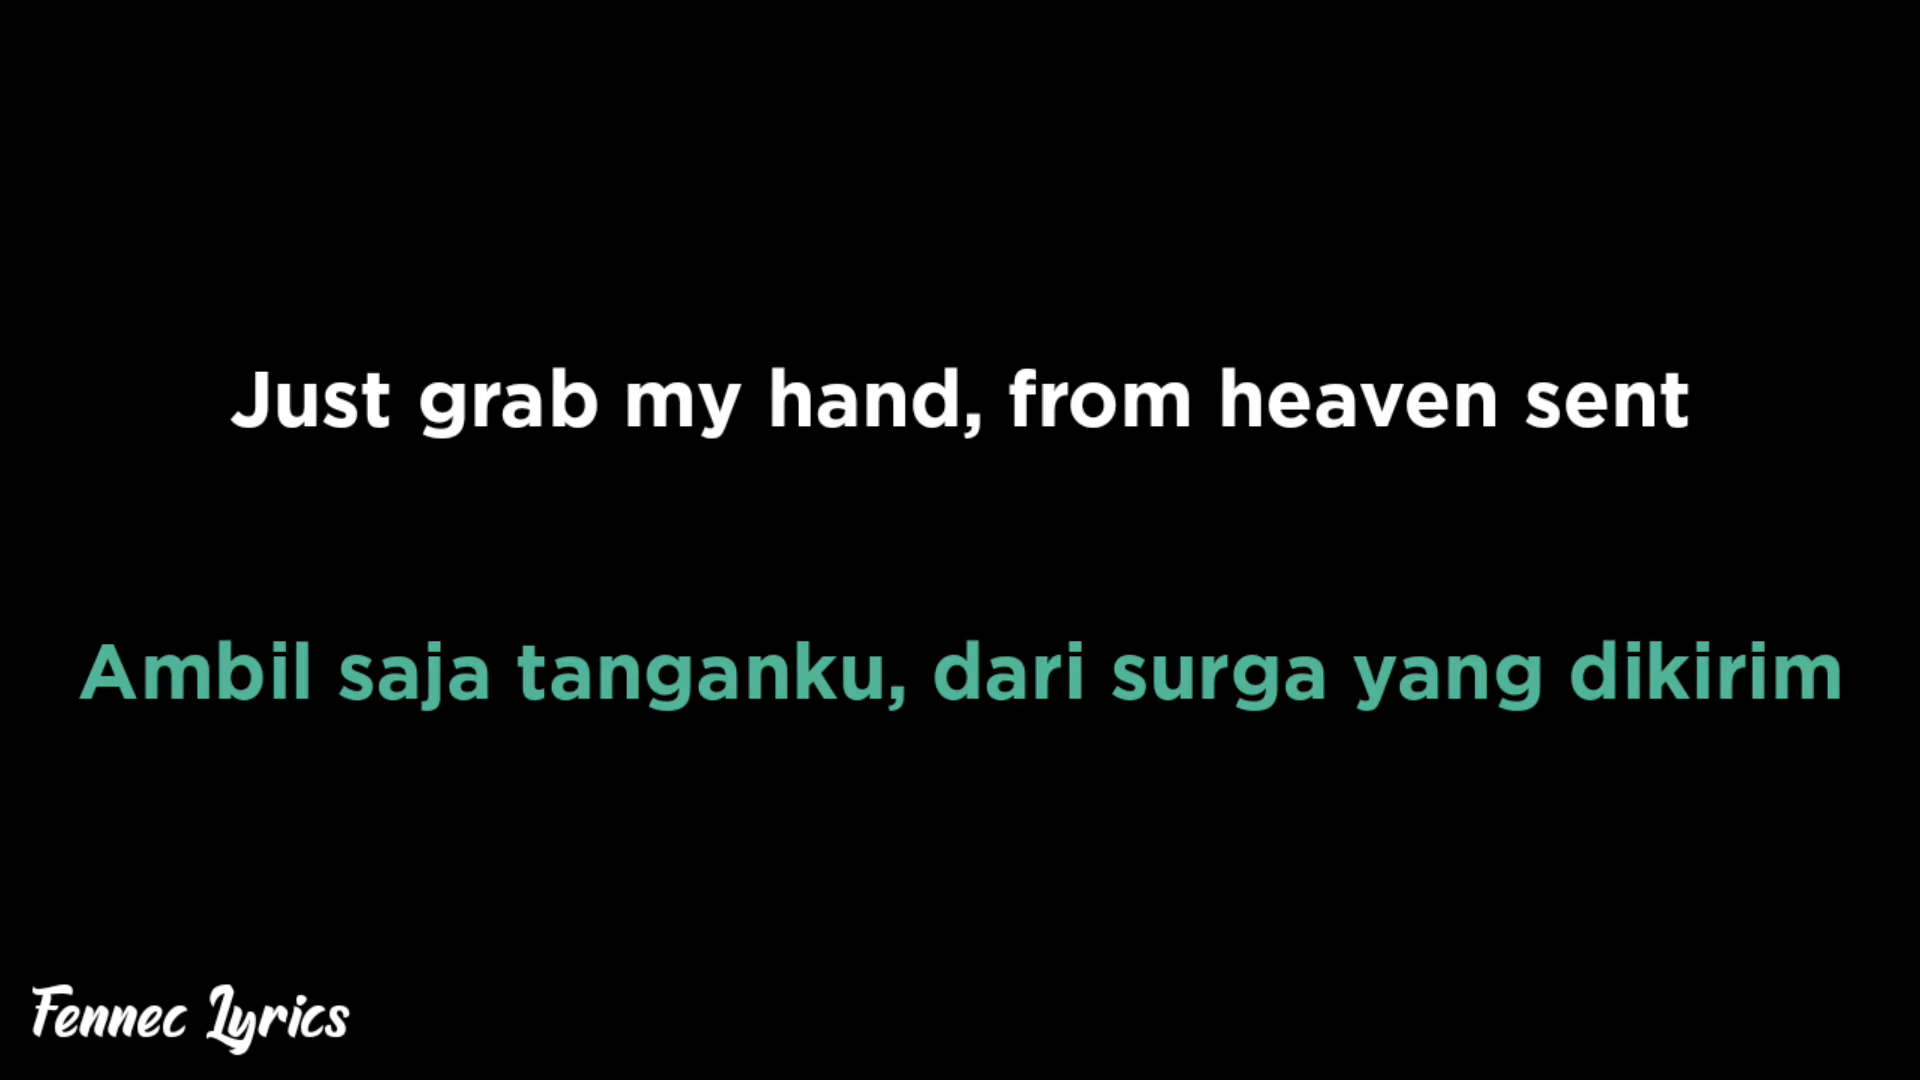 Just grab my hand, from heaven sent
Ambil saja tanganku, dari surga yang dikirim
Fennec Lyrics